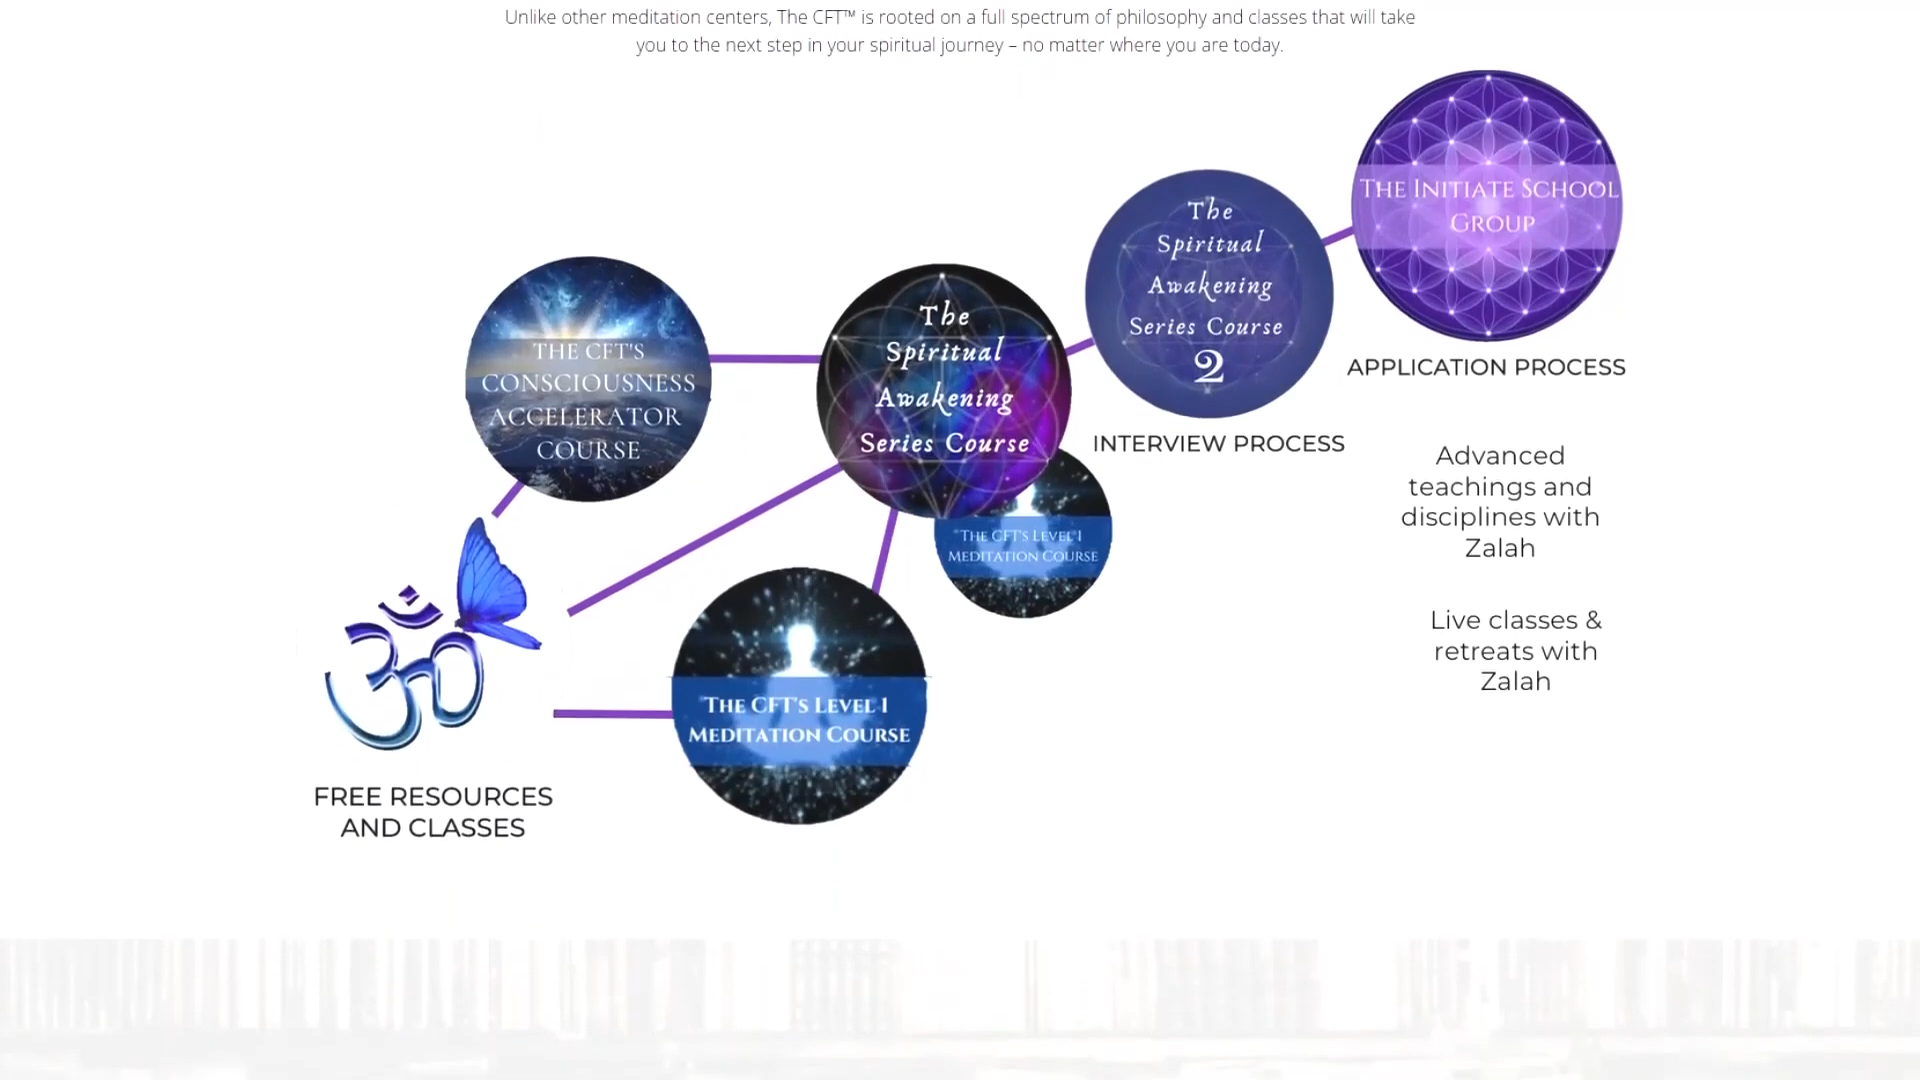 Unlike other meditation centers, The CFT™ is rooted on a full spectrum of philosophy and classes that will take
you to the next step in your spiritual journey – no matter where you are today.
THE INITIATE SCHOOL
GROUP
APPLICATION PROCESS
The
Spiritual
Awakening
Series Course
2
INTERVIEW PROCESS
The
Spiritual
Awakening
Series Course
THE CFT'S
CONSCIOUSNESS
ACCELERATOR
COURSE
Advanced
teachings and
disciplines with
Zalah
THE CFT'S LEVEL 1
MEDITATION COURSE
Live classes &
retreats with
Zalah
THE CFT'S LEVEL 1
MEDITATION COURSE
ॐ
FREE RESOURCES
AND CLASSES